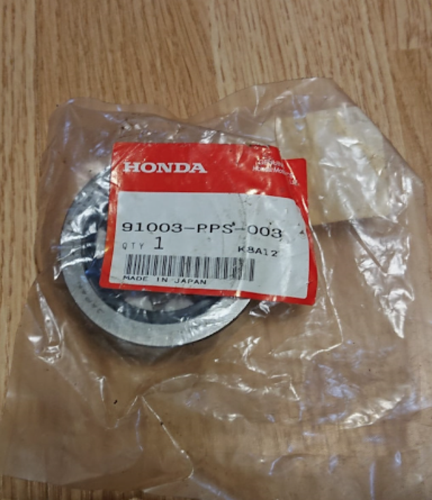 HONDA
91003-PPS-003
QTY 1
K8A12
MADE IN JAPAN